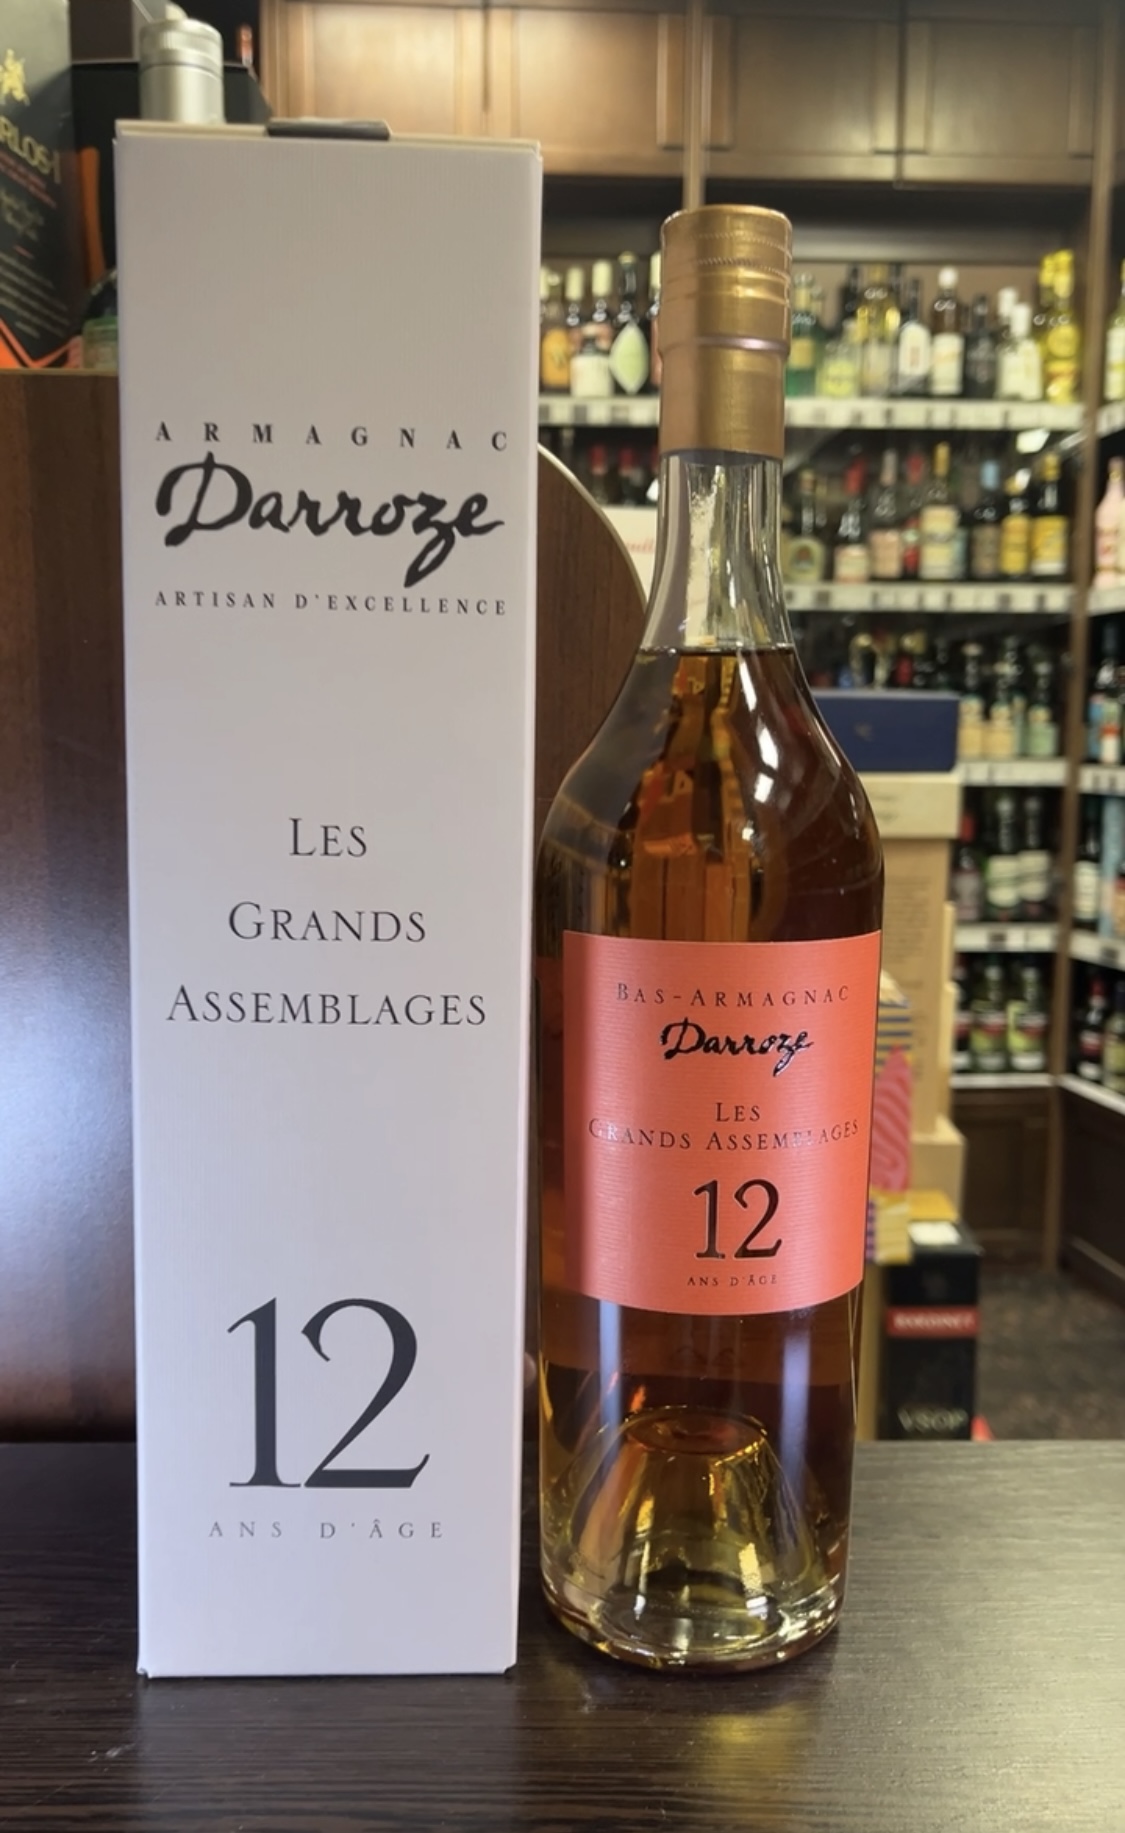 ARMAGNAC
Darroze
ARTISAN D'EXCELLENCE
LES
GRANDS
ASSEMBLAGES
12
ANS D'ÂGE
BAS-ARMAGNAC
Darroze
LES
GRANDS ASSEMBLAGES
12
ANS D'ÂGE
VSOP